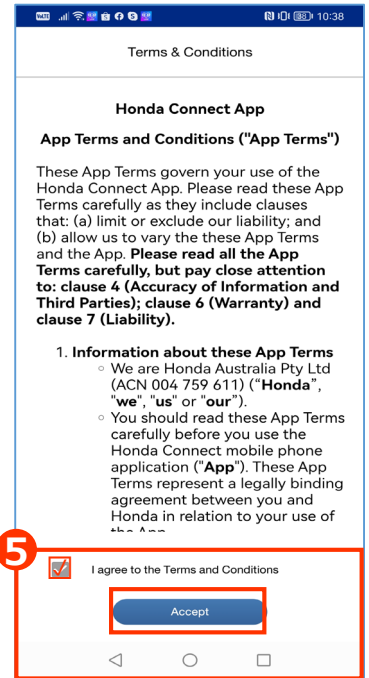 VoLTE 88 10:38
Terms & Conditions
Honda Connect App
App Terms and Conditions ("App Terms")
These App Terms govern your use of the
Honda Connect App. Please read these App
Terms carefully as they include clauses
that: (a) limit or exclude our liability; and
(b) allow us to vary the these App Terms
and the App. Please read all the App
Terms carefully, but pay close attention
to: clause 4 (Accuracy of Information and
Third Parties); clause 6 (Warranty) and
clause 7 (Liability).
1. Information about these App Terms
◦ We are Honda Australia Pty Ltd
(ACN 004 759 611) (“Honda”,
"we", "us" or "our").
◦ You should read these App Terms
carefully before you use the
Honda Connect mobile phone
application ("App"). These App
Terms represent a legally binding
agreement between you and
Honda in relation to your use of
the App
5
I agree to the Terms and Conditions
Accept